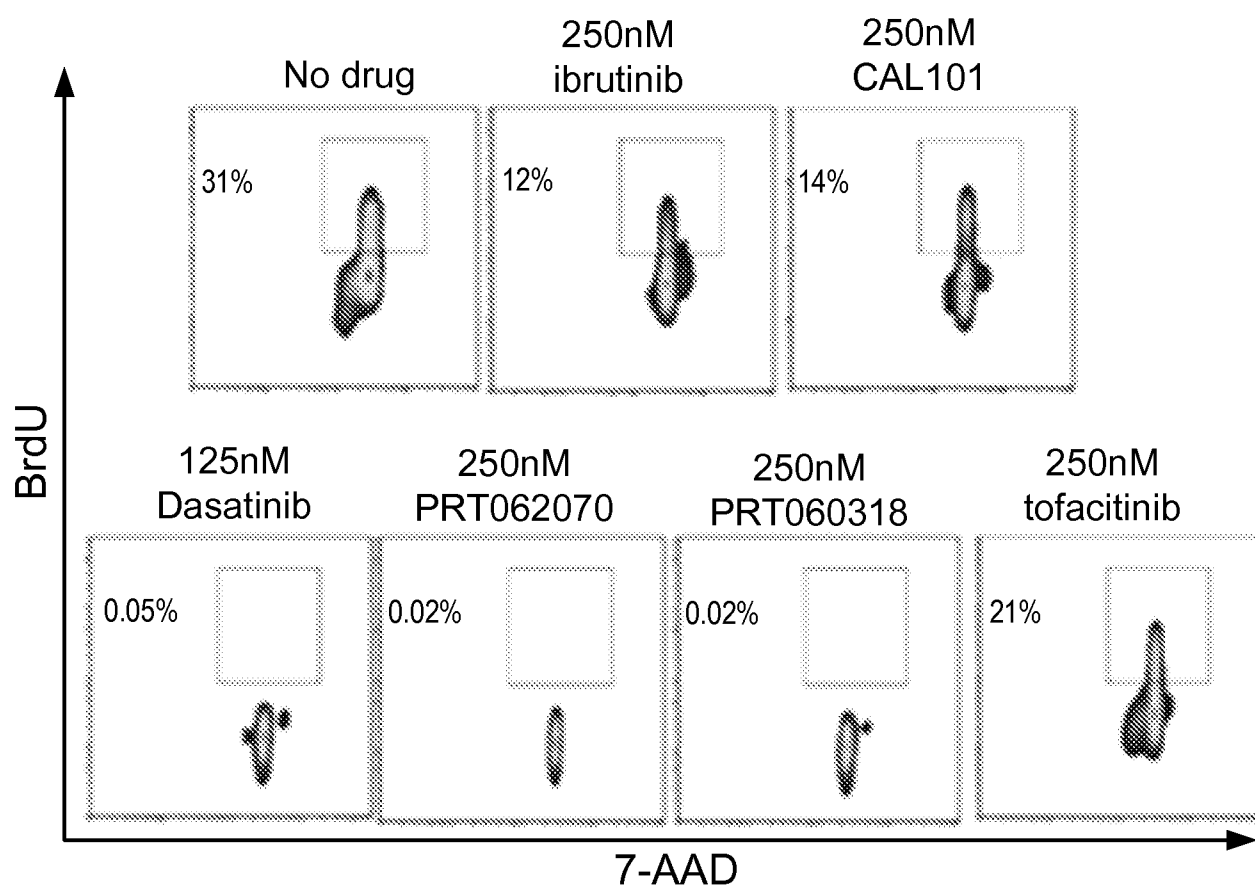 No drug
250nM
ibrutinib
250nM
CAL101
31%
12%
14%
BrdU
125nM
Dasatinib
250nM
PRT062070
250nM
PRT060318
250nM
tofacitinib
0.05%
0.02%
0.02%
21%
7-AAD